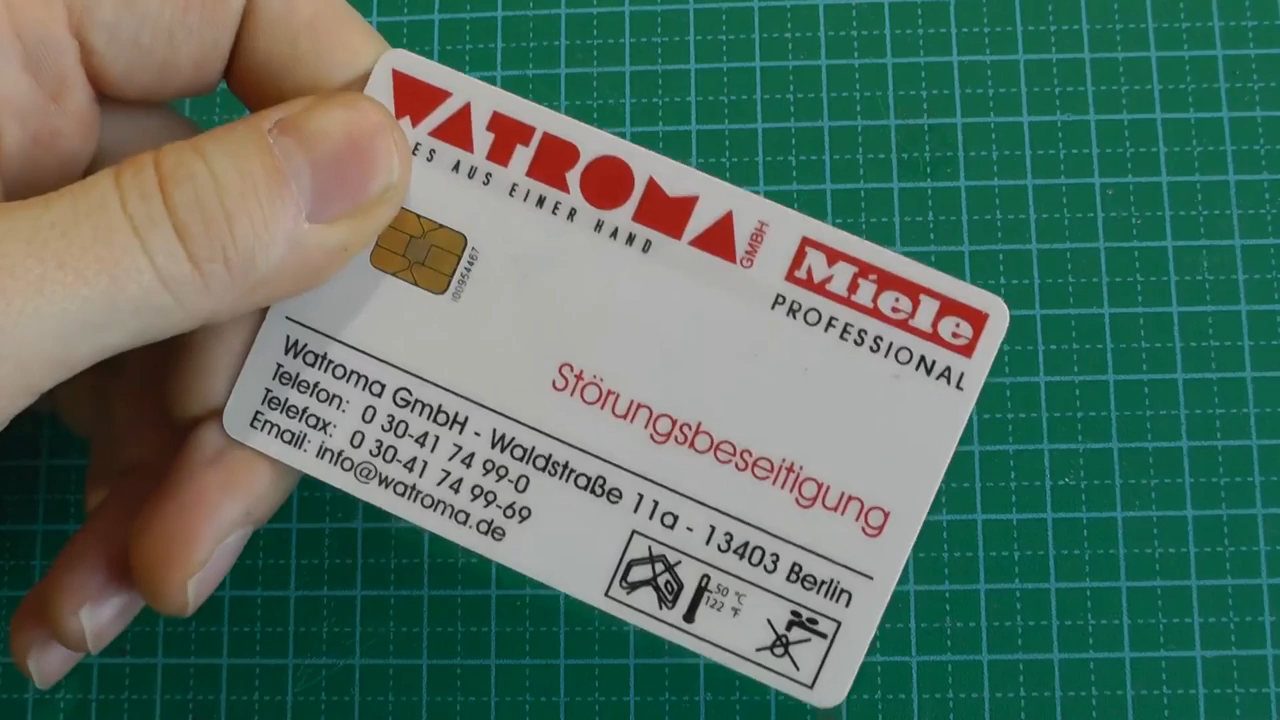 WATROMA GMBH
ES AUS EINER HAND
Miele
PROFESSIONAL
I00954467
Störungsbeseitigung
Watroma GmbH - Waldstraße 11a - 13403 Berlin
Telefon: 0 30-41 74 99-0
Telefax: 0 30-41 74 99-69
Email: info@watroma.de
50 °C
122 °F